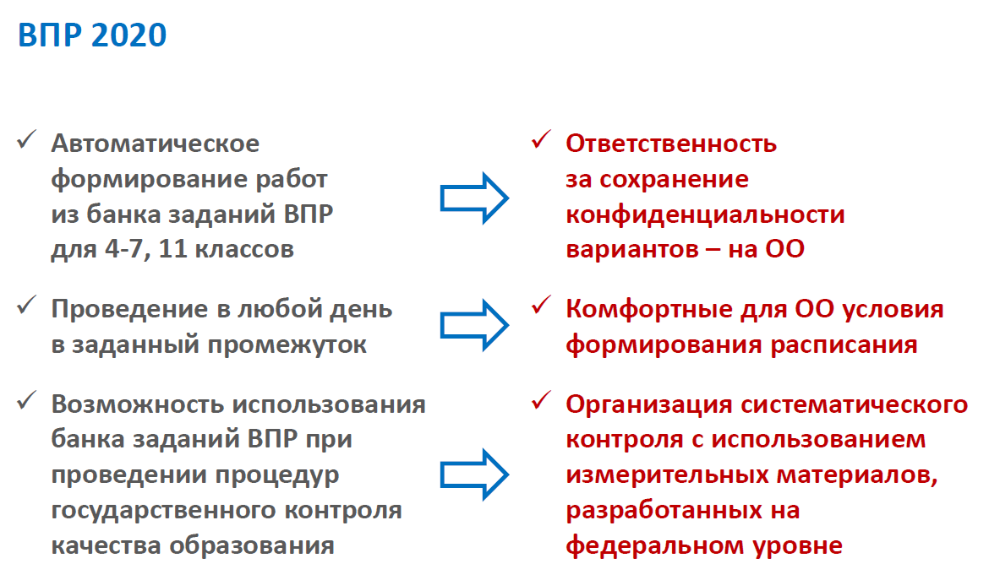 ВПР 2020
Автоматическое
формирование работ
из банка заданий ВПР
для 4-7, 11 классов
Ответственность
за сохранение
конфиденциальности
вариантов – на ОО
Проведение в любой день
в заданный промежуток
Комфортные для ОО условия
формирования расписания
Возможность использования
банка заданий ВПР при
проведении процедур
государственного контроля
качества образования
Организация систематического
контроля с использованием
измерительных материалов,
разработанных на
федеральном уровне